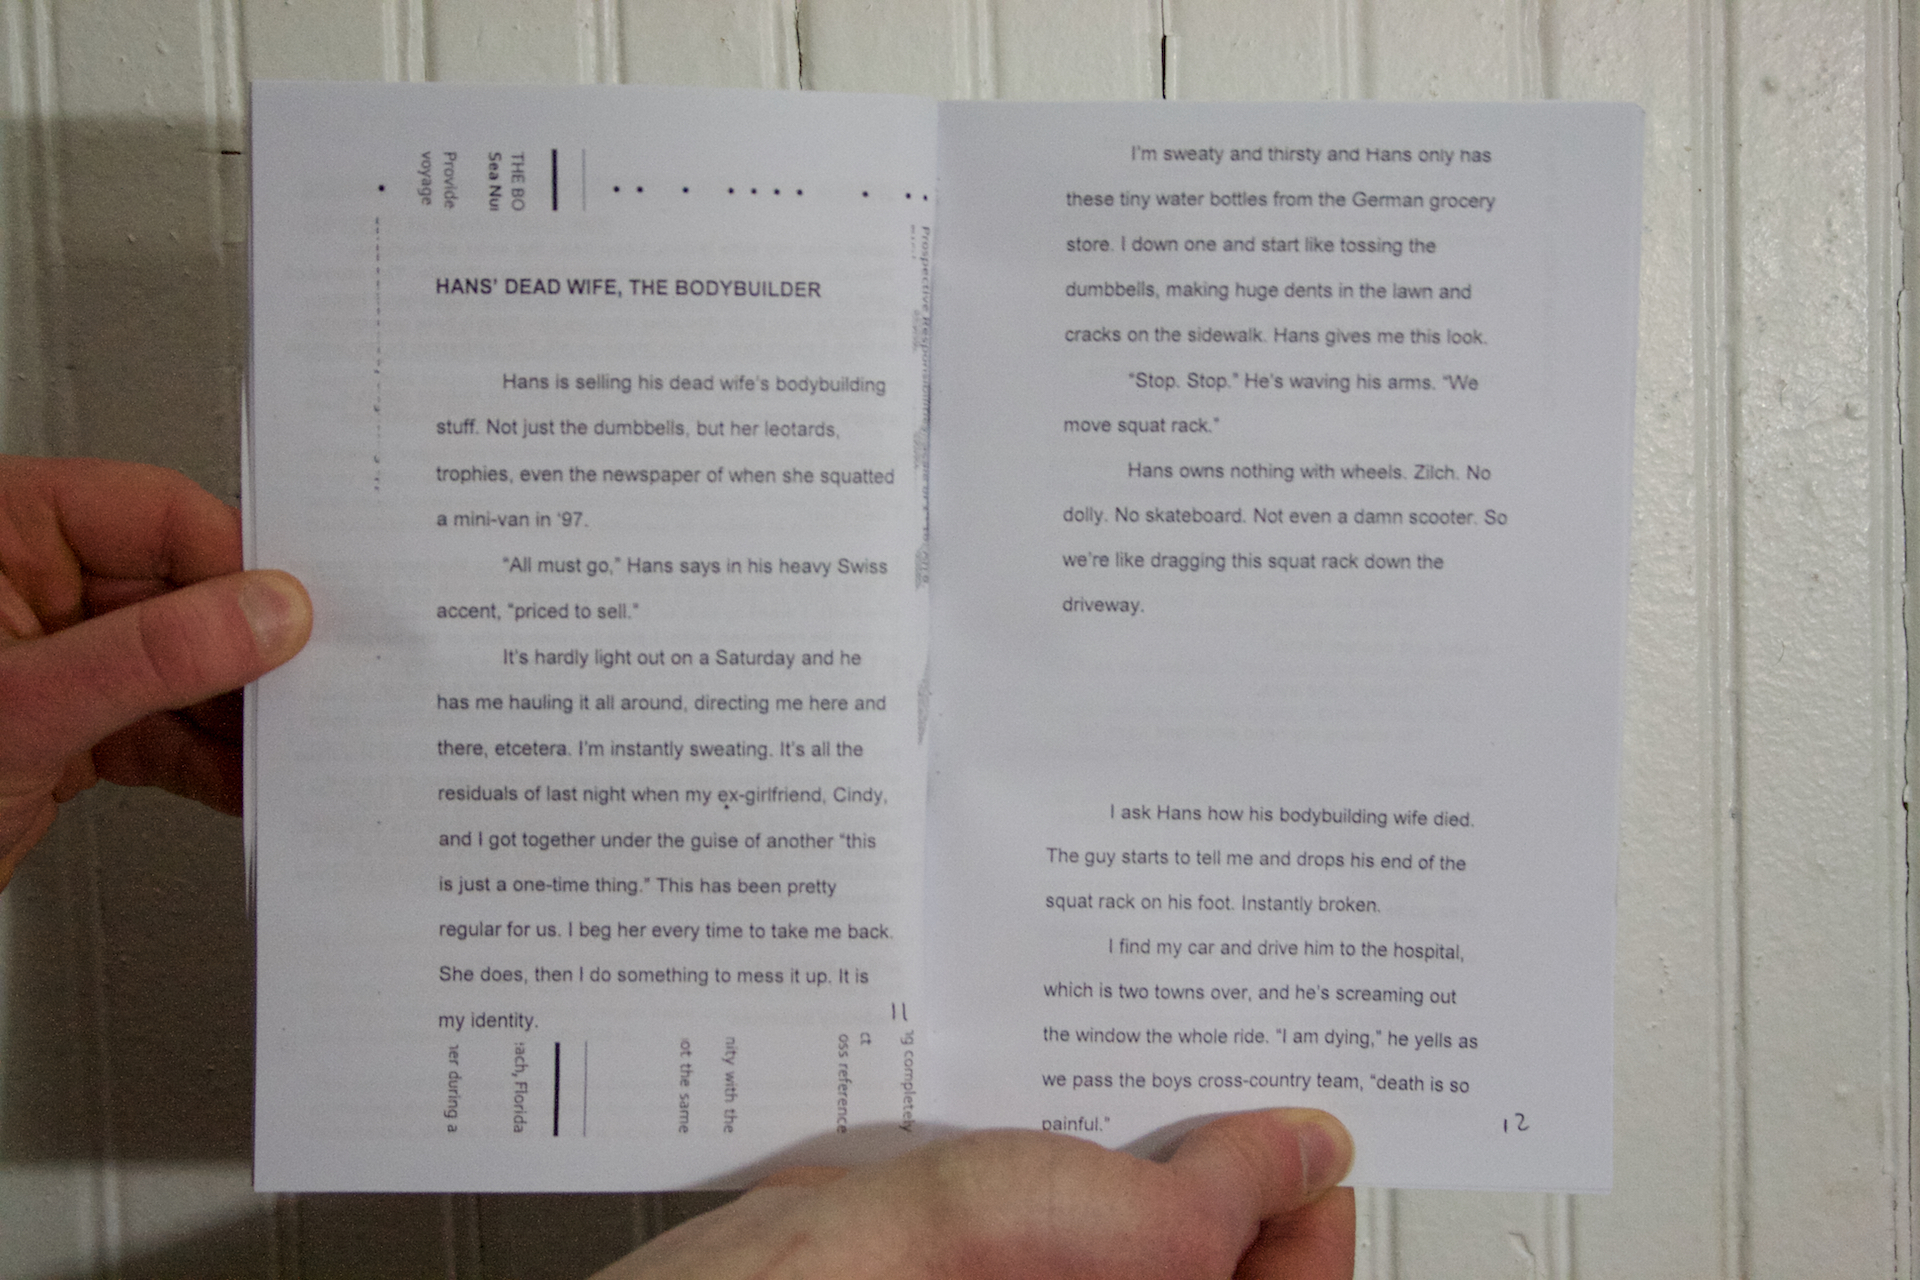 THE BO
Sea Nu
Provide
voyage
HANS' DEAD WIFE, THE BODYBUILDER
Hans is selling his dead wife's bodybuilding
stuff. Not just the dumbbells, but her leotards,
trophies, even the newspaper of when she squatted
a mini-van in '97.
"All must go," Hans says in his heavy Swiss
accent, "priced to sell."
It's hardly light out on a Saturday and he
has me hauling it all around, directing me here and
there, etcetera. I'm instantly sweating. It's all the
residuals of last night when my ex-girlfriend, Cindy,
and I got together under the guise of another "this
is just a one-time thing." This has been pretty
regular for us. I beg her every time to take me back.
She does, then I do something to mess it up. It is
my identity.
11
ng completely
ct
oss reference
nity with the
ot the same
ach, Florida
er during a
Prospective
I'm sweaty and thirsty and Hans only has
these tiny water bottles from the German grocery
store. I down one and start like tossing the
dumbbells, making huge dents in the lawn and
cracks on the sidewalk. Hans gives me this look.
"Stop. Stop." He's waving his arms. "We
move squat rack."
Hans owns nothing with wheels. Zilch. No
dolly. No skateboard. Not even a damn scooter. So
we're like dragging this squat rack down the
driveway.
I ask Hans how his bodybuilding wife died.
The guy starts to tell me and drops his end of the
squat rack on his foot. Instantly broken.
I find my car and drive him to the hospital,
which is two towns over, and he's screaming out
the window the whole ride. "I am dying," he yells as
we pass the boys cross-country team, "death is so
painful."
12